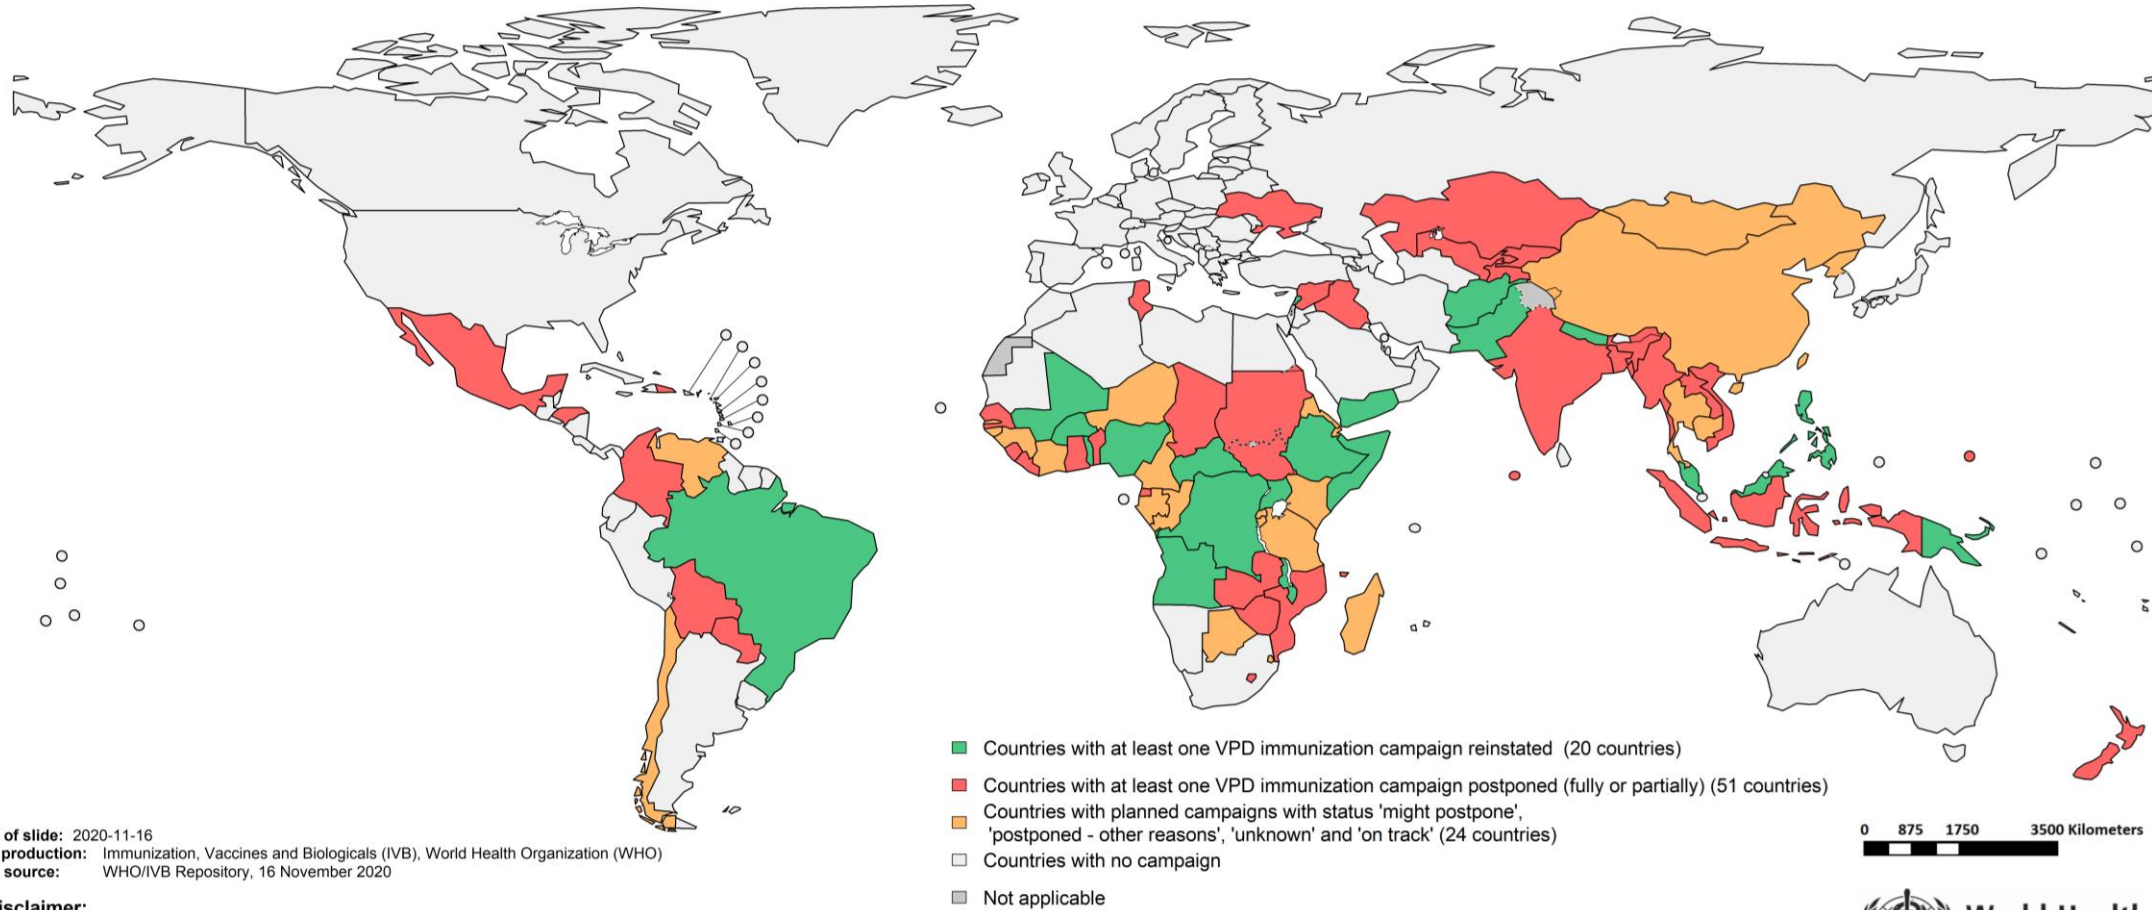 Countries with at least one VPD immunization campaign reinstated (20 countries)
Countries with at least one VPD immunization campaign postponed (fully or partially) (51 countries)
Countries with planned campaigns with status 'might postpone',
'postponed - other reasons', 'unknown' and 'on track' (24 countries)
Countries with no campaign
Not applicable
of slide: 2020-11-16
production: Immunization, Vaccines and Biologicals (IVB), World Health Organization (WHO)
source: WHO/IVB Repository, 16 November 2020
isclaimer:
0 875 1750 3500 Kilometers
World Health